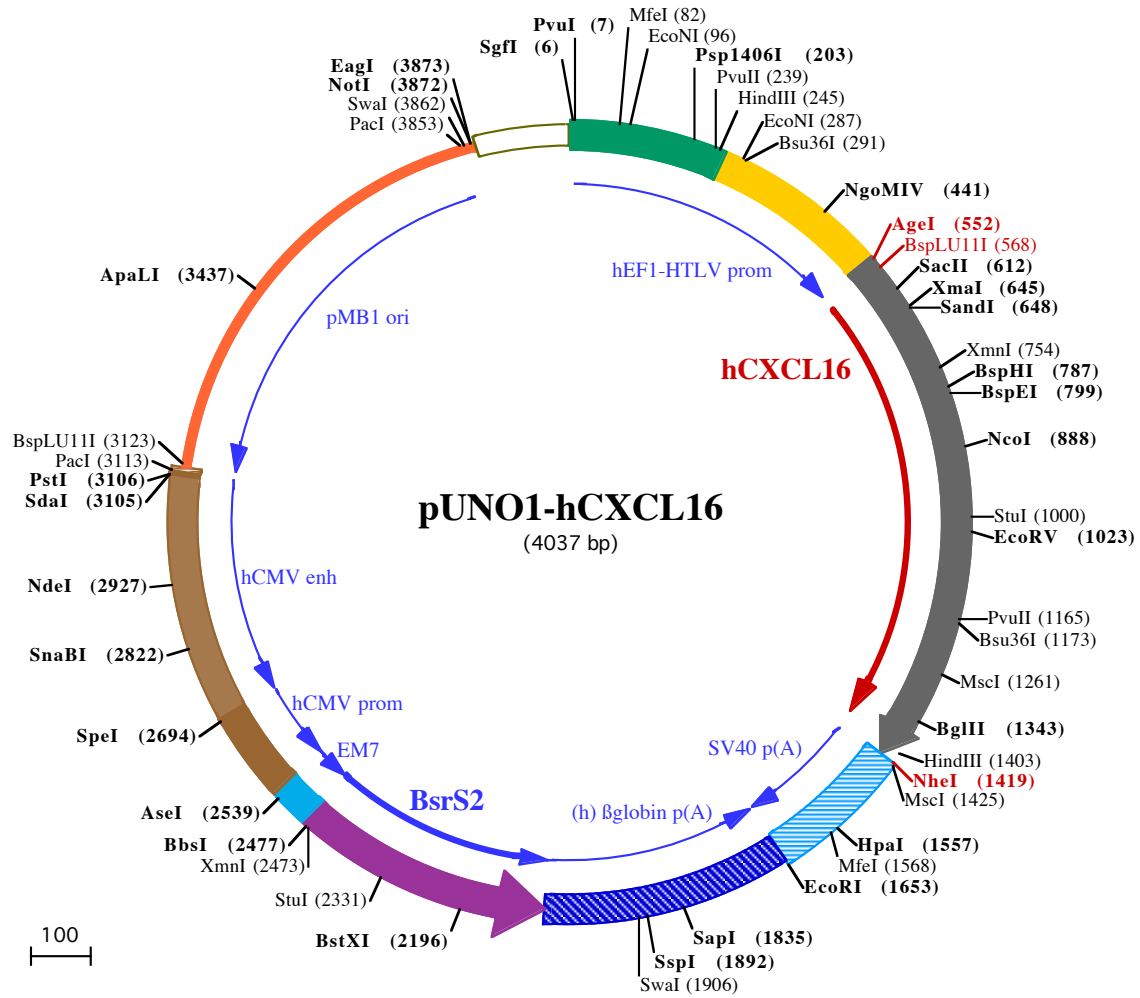 PvuI (7)
SgfI (6)
MfeI (82)
EcoNI (96)
Psp1406I (203)
PvuII (239)
HindIII (245)
EcoNI (287)
Bsu36I (291)
NgoMIV (441)
AgeI (552)
BspLU11I (568)
SacII (612)
XmaI (645)
SandI (648)
XmnI (754)
BspHI (787)
BspEI (799)
NcoI (888)
StuI (1000)
EcoRV (1023)
PvuII (1165)
Bsu36I (1173)
MscI (1261)
BglII (1343)
HindIII (1403)
NheI (1419)
MscI (1425)
HpaI (1557)
MfeI (1568)
EcoRI (1653)
SapI (1835)
SspI (1892)
SwaI (1906)
BstXI (2196)
StuI (2331)
XmnI (2473)
BbsI (2477)
AseI (2539)
SpeI (2694)
SnaBI (2822)
NdeI (2927)
SdaI (3105)
PstI (3106)
PacI (3113)
BspLU11I (3123)
ApaLI (3437)
PacI (3853)
SwaI (3862)
NotI (3872)
EagI (3873)
hEF1-HTLV prom
hCXCL16
SV40 p(A)
(h) ßglobin p(A)
BsrS2
EM7
hCMV prom
hCMV enh
pMB1 ori
pUNO1-hCXCL16
(4037 bp)
100